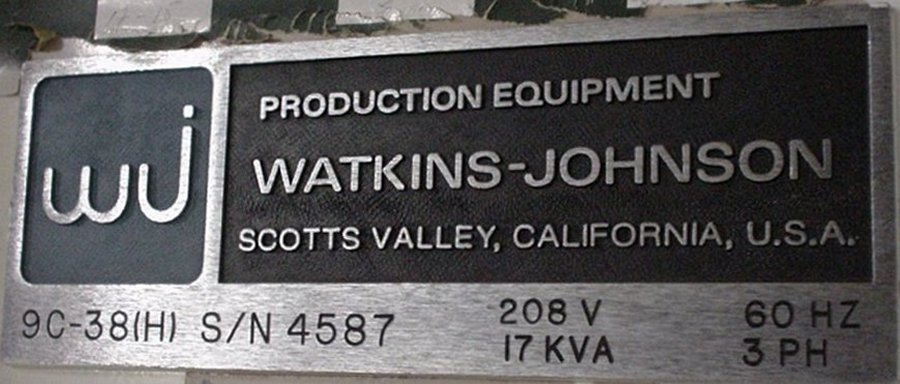 wj
PRODUCTION EQUIPMENT
WATKINS-JOHNSON
SCOTTS VALLEY, CALIFORNIA, U.S.A.
9C-38(H) S/N 4587
208 V
60 HZ
17 KVA
3 PH